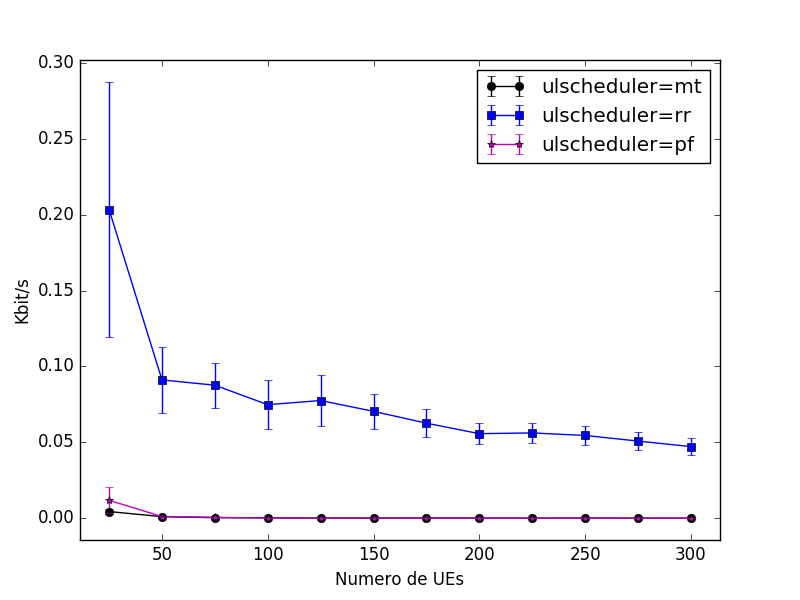 0.30
0.25
0.20
0.15
0.10
0.05
0.00
Kbit/s
ulscheduler=mt
ulscheduler=rr
ulscheduler=pf
50 100 150 200 250 300
Numero de UEs